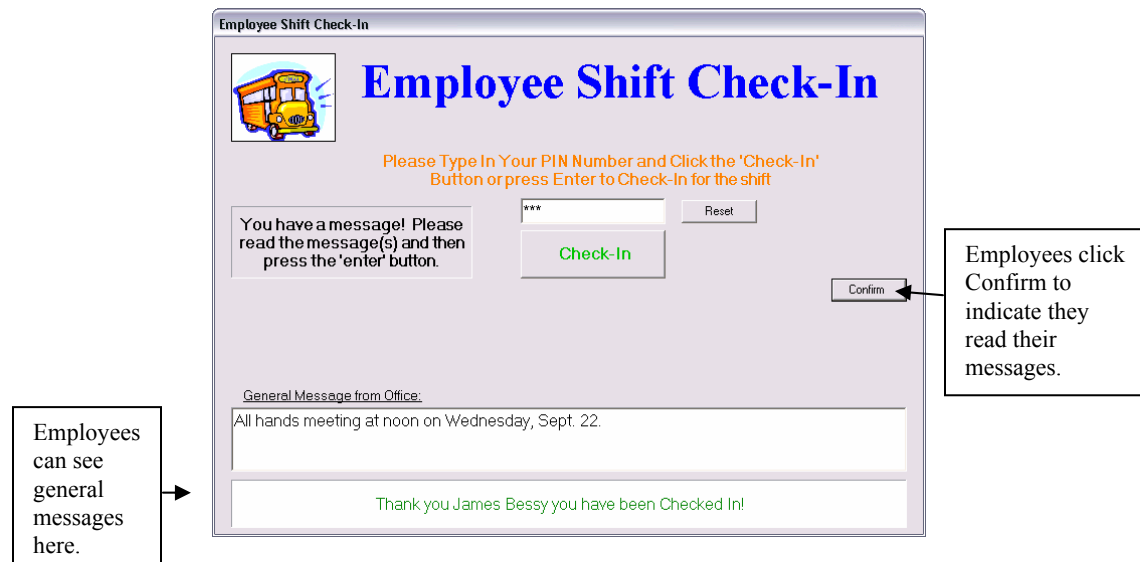 Employee Shift Check-In
Employee Shift Check-In
Please Type In Your PIN Number and Click the 'Check-In'
Button or press Enter to Check-In for the shift
You have a message! Please
read the message(s) and then
press the 'enter' button.
***
Reset
Check-In
Confirm
Employees click
Confirm to
indicate they
read their
messages.
General Message from Office:
All hands meeting at noon on Wednesday, Sept. 22.
Employees
can see
general
messages
here.
Thank you James Bessy you have been Checked In!